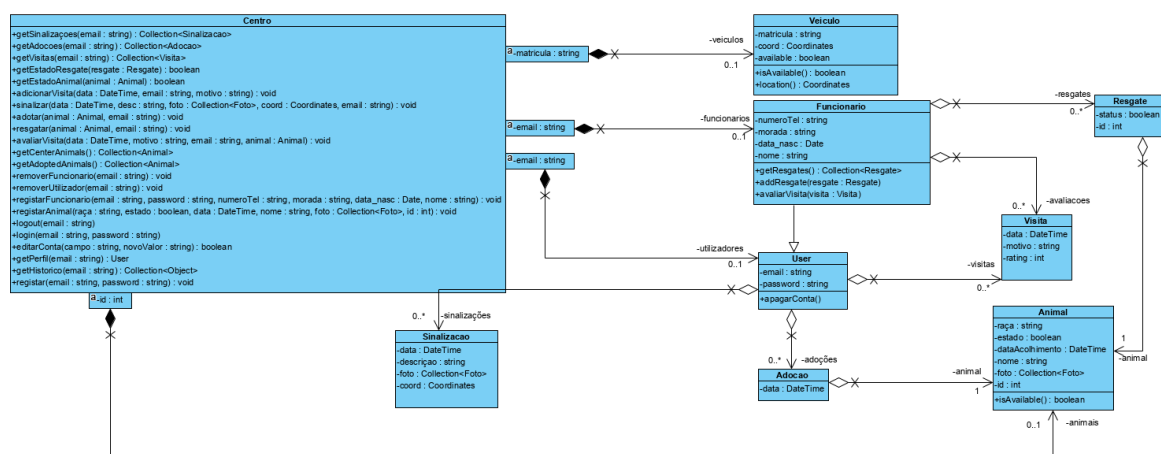 Centro
+getSinalizaçoes(email : string) : Collection<Sinalizacao>
+getAdocoes(email : string) : Collection<Adocao>
+getVisitas(email : string) : Collection<Visita>
+getEstadoResgate(resgate : Resgate) : boolean
+getEstadoAnimal(animal : Animal) : boolean
+adicionarVisita(data : DateTime, email : string, motivo : string) : void
+sinalizar(data : DateTime, desc : string, foto : Collection<Foto>, coord : Coordinates, email : string) : void
+adotar(animal : Animal, email : string) : void
+resgatar(animal : Animal, email : string) : void
+avaliarVisita(data : DateTime, motivo : string, email : string, animal : Animal) : void
+getCenterAnimals() : Collection<Animal>
+getAdoptedAnimals() : Collection<Animal>
+removerFuncionario(email : string) : void
+removerUtilizador(email : string) : void
+registarFuncionario(email : string, password : string, numeroTel : string, morada : string, data_nasc : Date, nome : string) : void
+registarAnimal(raça : string, estado : boolean, data : DateTime, nome : string, foto : Collection<Foto>, id : int) : void
+logout(email : string)
+login(email : string, password : string)
+editarConta(campo : string, novoValor : string) : boolean
+getPerfil(email : string) : User
+getHistorico(email : string) : Collection<Object>
+registar(email : string, password : string) : void
a -matricula : string
a -email : string
a -email : string
a -id : int
-veiculos
0..1
Veiculo
-matricula : string
-coord : Coordinates
-available : boolean
+isAvailable() : boolean
+location() : Coordinates
-funcionarios
0..1
Funcionario
-numeroTel : string
-morada : string
-data_nasc : Date
-nome : string
+getResgates() : Collection<Resgate>
+addResgate(resgate : Resgate)
+avaliarVisita(visita : Visita)
-resgates
0..*
Resgate
-status : boolean
-id : int
0..*
-avaliacoes
Visita
-data : DateTime
-motivo : string
-rating : int
-utilizadores
0..1
User
-email : string
-password : string
+apagarConta()
-visitas
0..*
0..*
-sinalizações
Sinalizacao
-data : DateTime
-descriçao : string
-foto : Collection<Foto>
-coord : Coordinates
0..*
-adoções
Adocao
-data : DateTime
-animal
1
Animal
-raça : string
-estado : boolean
-dataAcolhimento : DateTime
-nome : string
-foto : Collection<Foto>
-id : int
+isAvailable() : boolean
1
-animal
0..1
-animais